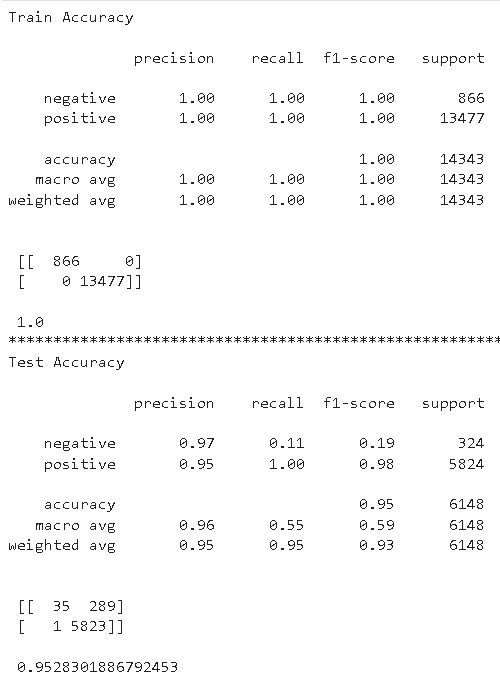 Train Accuracy
precision recall f1-score support
negative 1.00 1.00 1.00 866
positive 1.00 1.00 1.00 13477
accuracy 1.00 14343
macro avg 1.00 1.00 1.00 14343
weighted avg 1.00 1.00 1.00 14343
[[ 866 0]
[ 0 13477]]
1.0
*******************************************************
Test Accuracy
precision recall f1-score support
negative 0.97 0.11 0.19 324
positive 0.95 1.00 0.98 5824
accuracy 0.95 6148
macro avg 0.96 0.55 0.59 6148
weighted avg 0.95 0.95 0.93 6148
[[ 35 289]
[ 1 5823]]
0.9528301886792453